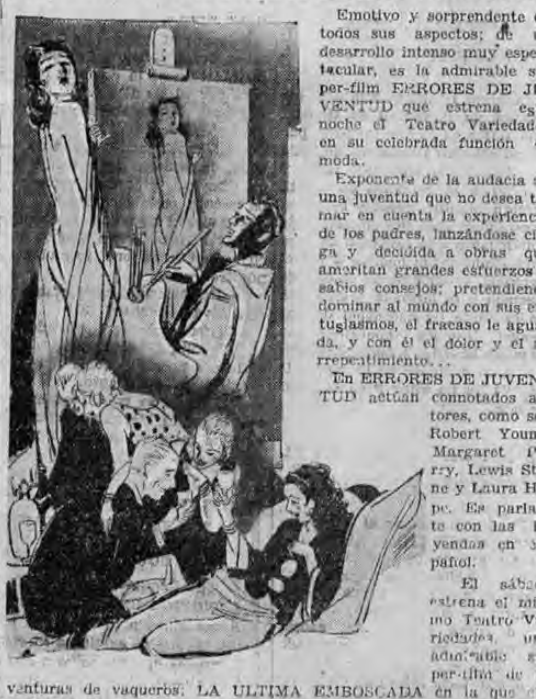 Emotivo y sorprendente
todos sus aspectos; de
desarrollo intenso muy espec
tacular, es la admirable s
per-film ERRORES DE JU
VENTUD que estrena es
noche el Teatro Variedad
en su celebrada función
moda.
Exponente de la audacia
una juventud que no desea t
mar en cuenta la experienc
de los padres, lanzándose cie
ga y decidida a obras qu
ameritan grandes esfuerzos
sabios consejos; pretendien
dominar al mundo con sus e
tusiasmos, el fracaso le agua
da, y con él el dolor y el a
rrepentimiento...
En ERRORES DE JUVEN
TUD actúan connotados a
tores, como s
Robert Youn
Margaret P
rry, Lewis St
ne y Laura H
pe. Es parla
te con las l
yendas en
pañol.
El sáb
estrena el mi
mo Teatro V
riedades, u
admirable s
per-film de
venturas de vaqueros: LA ULTIMA EMBOSCADA en la que